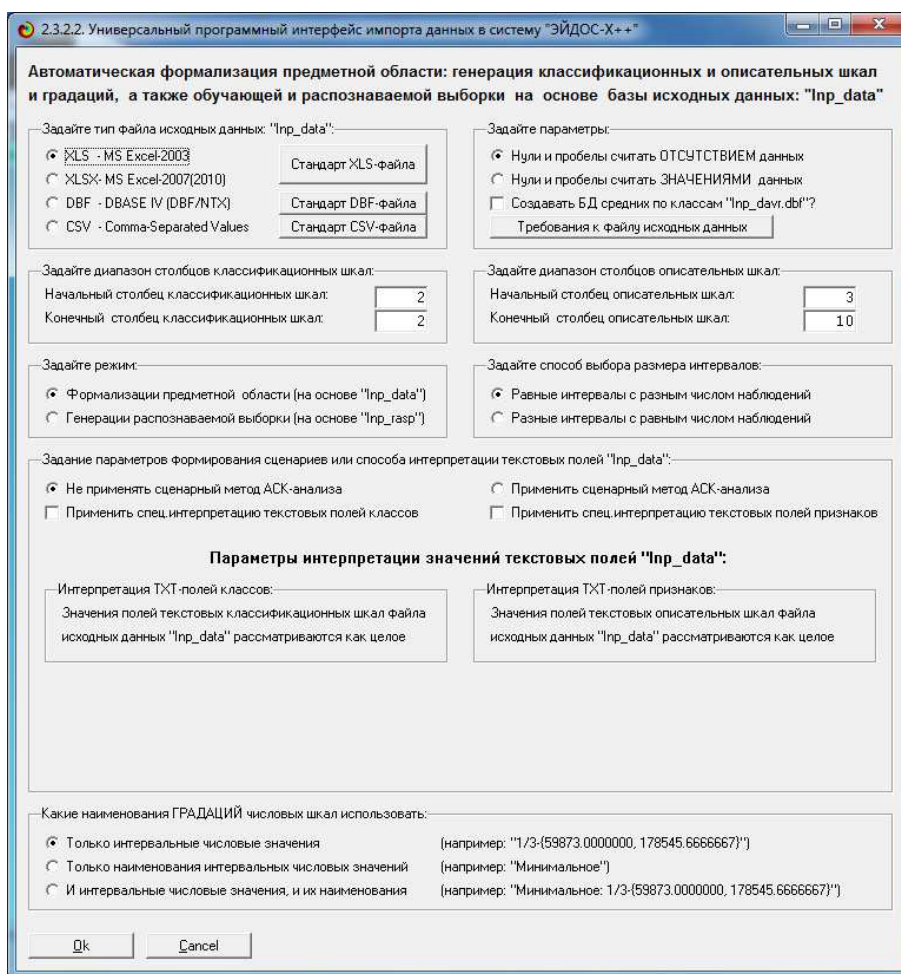 2.3.2.2. Универсальный программный интерфейс импорта данных в систему "ЭЙДОС-X++"
Автоматическая формализация предметной области: генерация классификационных и описательных шкал
и градаций, а также обучающей и распознаваемой выборки на основе базы исходных данных: "Inp_data"
Задайте тип файла исходных данных: "Inp_data":
XLS - MS Excel-2003
XLSX- MS Excel-2007(2010)
DBF - DBASE IV (DBF/NTX)
CSV - Comma-Separated Values
Стандарт XLS-файла
Стандарт DBF-файла
Стандарт CSV-файла
Задайте параметры:
Нули и пробелы считать ОТСУТСТВИЕМ данных
Нули и пробелы считать ЗНАЧЕНИЯМИ данных
Создавать БД средних по классам "Inp_davr.dbf"?
Требования к файлу исходных данных
Задайте диапазон столбцов классификационных шкал:
Начальный столбец классификационных шкал: 2
Конечный столбец классификационных шкал: 2
Задайте диапазон столбцов описательных шкал:
Начальный столбец описательных шкал: 3
Конечный столбец описательных шкал: 10
Задайте режим:
Формализации предметной области (на основе "Inp_data")
Генерации распознаваемой выборки (на основе "Inp_rasp")
Задайте способ выбора размера интервалов:
Равные интервалы с разным числом наблюдений
Разные интервалы с равным числом наблюдений
Задание параметров формирования сценариев или способа интерпретации текстовых полей "Inp_data":
Не применять сценарный метод АСК-анализа
Применить спец.интерпретацию текстовых полей классов
Применить сценарный метод АСК-анализа
Применить спец.интерпретацию текстовых полей признаков
Параметры интерпретации значений текстовых полей "Inp_data":
Интерпретация TXT-полей классов:
Значения полей текстовых классификационных шкал файла
исходных данных "Inp_data" рассматриваются как целое
Интерпретация TXT-полей признаков:
Значения полей текстовых описательных шкал файла
исходных данных "Inp_data" рассматриваются как целое
Какие наименования ГРАДАЦИЙ числовых шкал использовать:
Только интервальные числовые значения (например: "1/3-{59873.0000000, 178545.6666667}")
Только наименования интервальных числовых значений (например: "Минимальное")
И интервальные числовые значения, и их наименования (например: "Минимальное: 1/3-{59873.0000000, 178545.6666667}")
Ok
Cancel